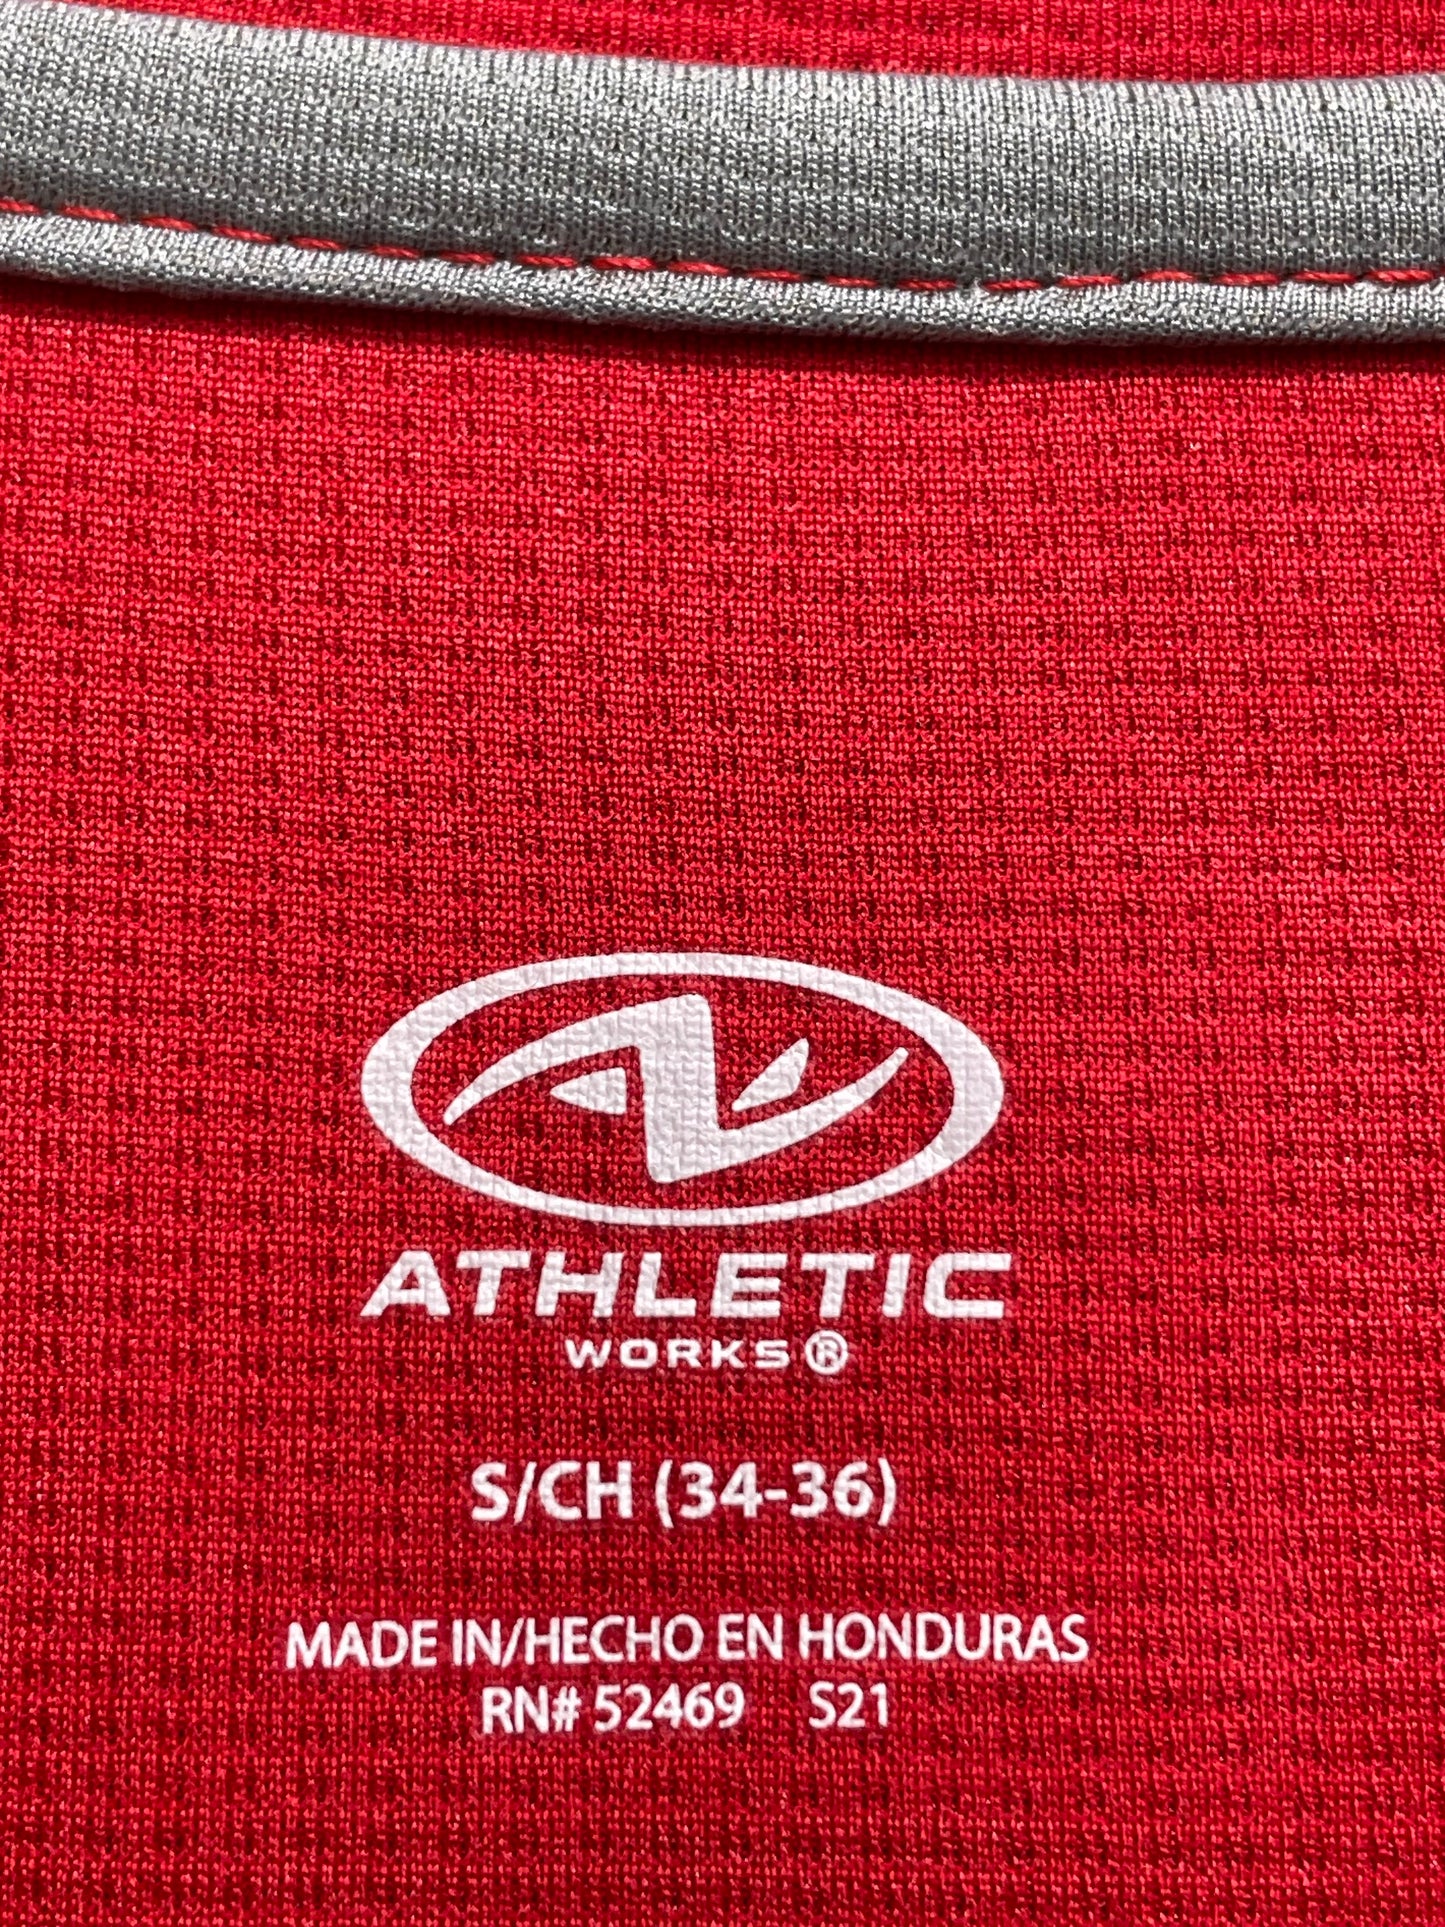 ATHLETIC
WORKS®
S/CH (34-36)
MADE IN/HECHO EN HONDURAS
RN# 52469 S21